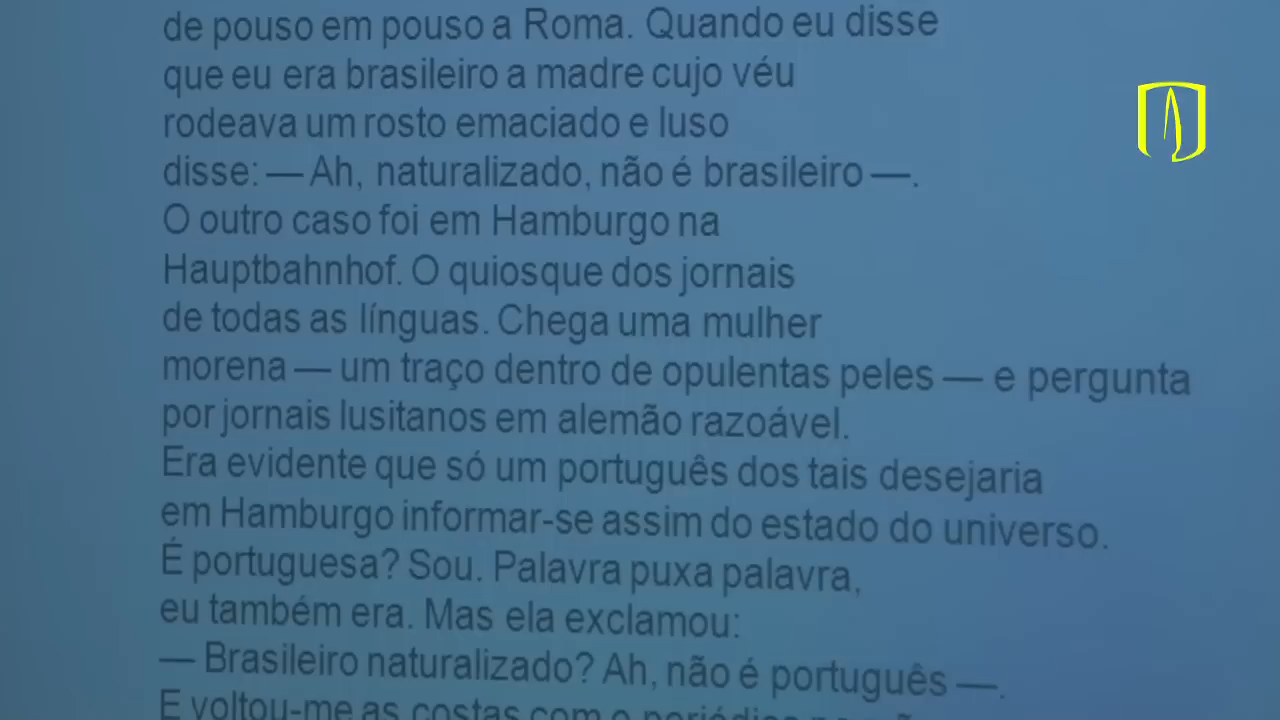 de pouso em pouso a Roma. Quando eu disse
que eu era brasileiro a madre cujo véu
rodeava um rosto emaciado e luso
disse: — Ah, naturalizado, não é brasileiro —.
O outro caso foi em Hamburgo na
Hauptbahnhof. O quiosque dos jornais
de todas as línguas. Chega uma mulher
morena — um traço dentro de opulentas peles — e pergunta
por jornais lusitanos em alemão razoável.
Era evidente que só um português dos tais desejaria
em Hamburgo informar-se assim do estado do universo.
É portuguesa? Sou. Palavra puxa palavra,
eu também era. Mas ela exclamou:
— Brasileiro naturalizado? Ah, não é português —.
E voltou-me as costas com o